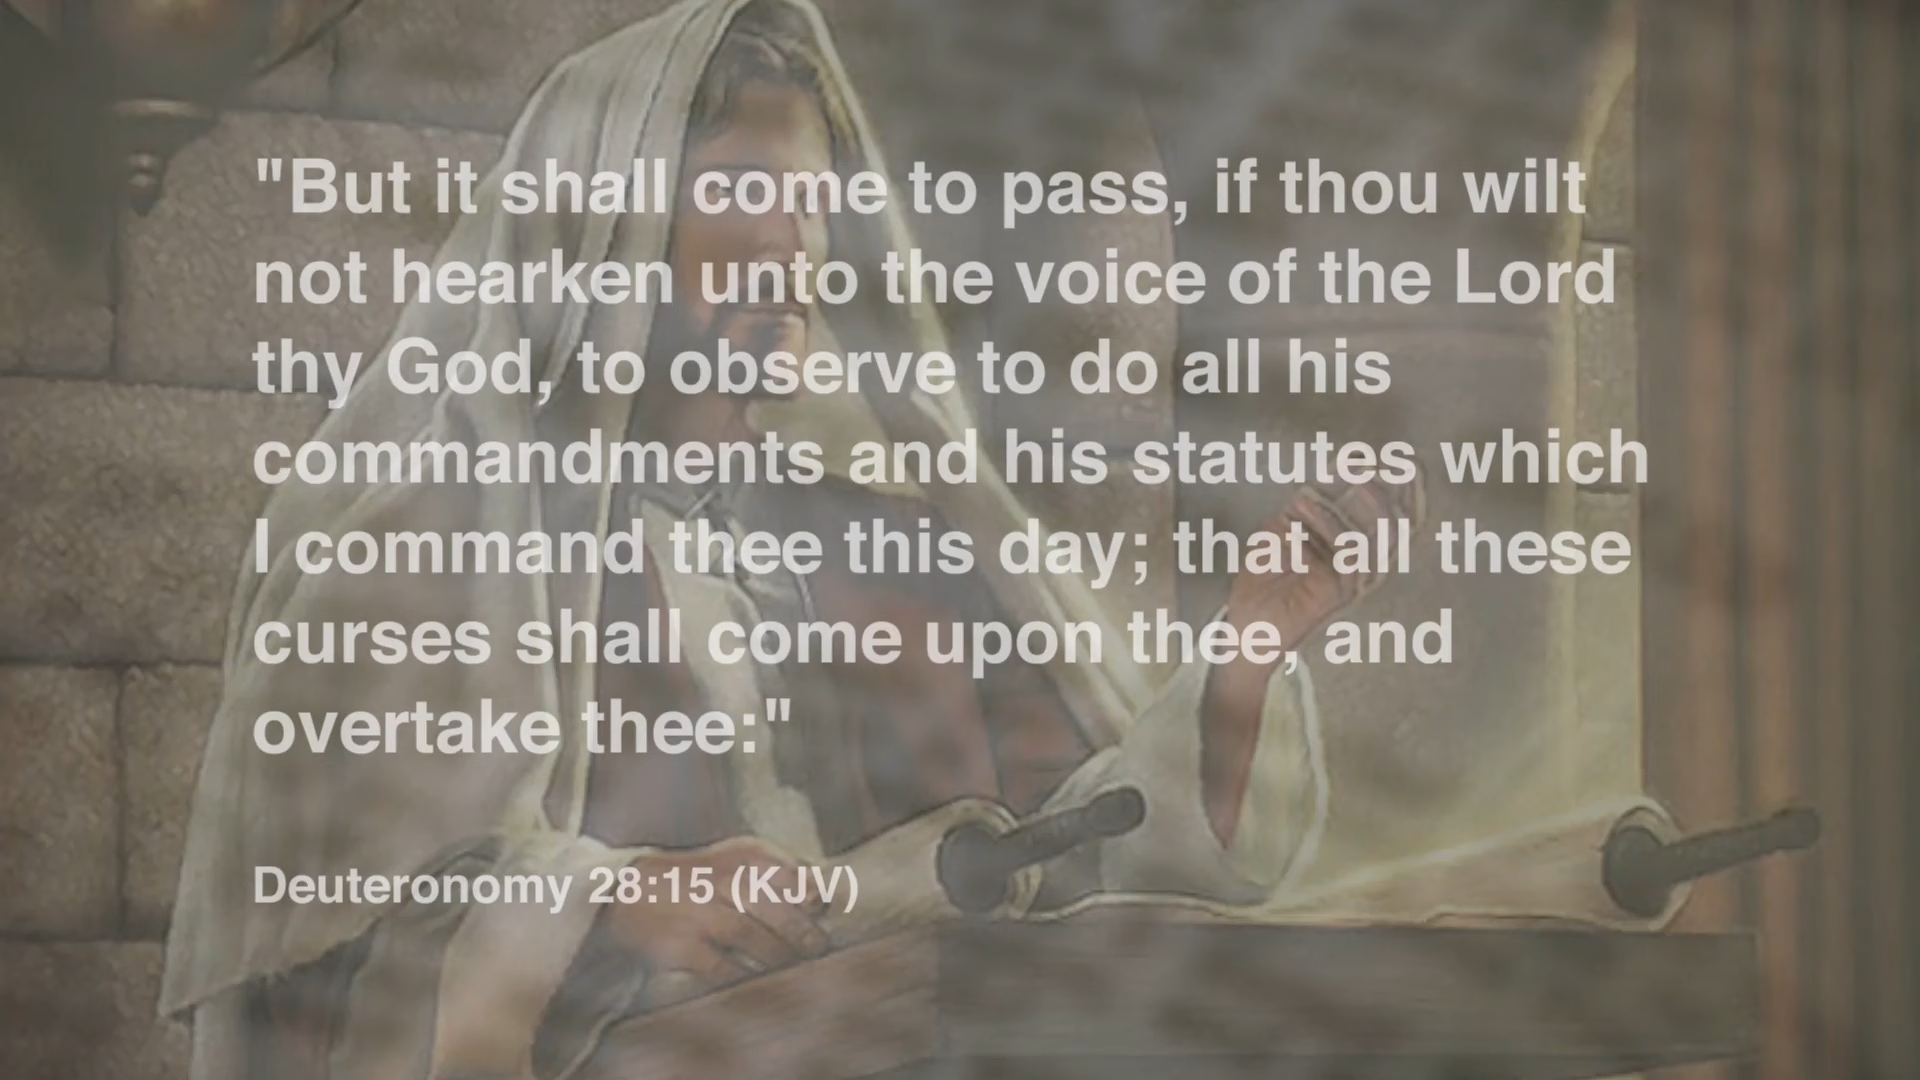 "But it shall come to pass, if thou wilt
not hearken unto the voice of the Lord
thy God, to observe to do all his
commandments and his statutes which
I command thee this day; that all these
curses shall come upon thee, and
overtake thee:"
Deuteronomy 28:15 (KJV)